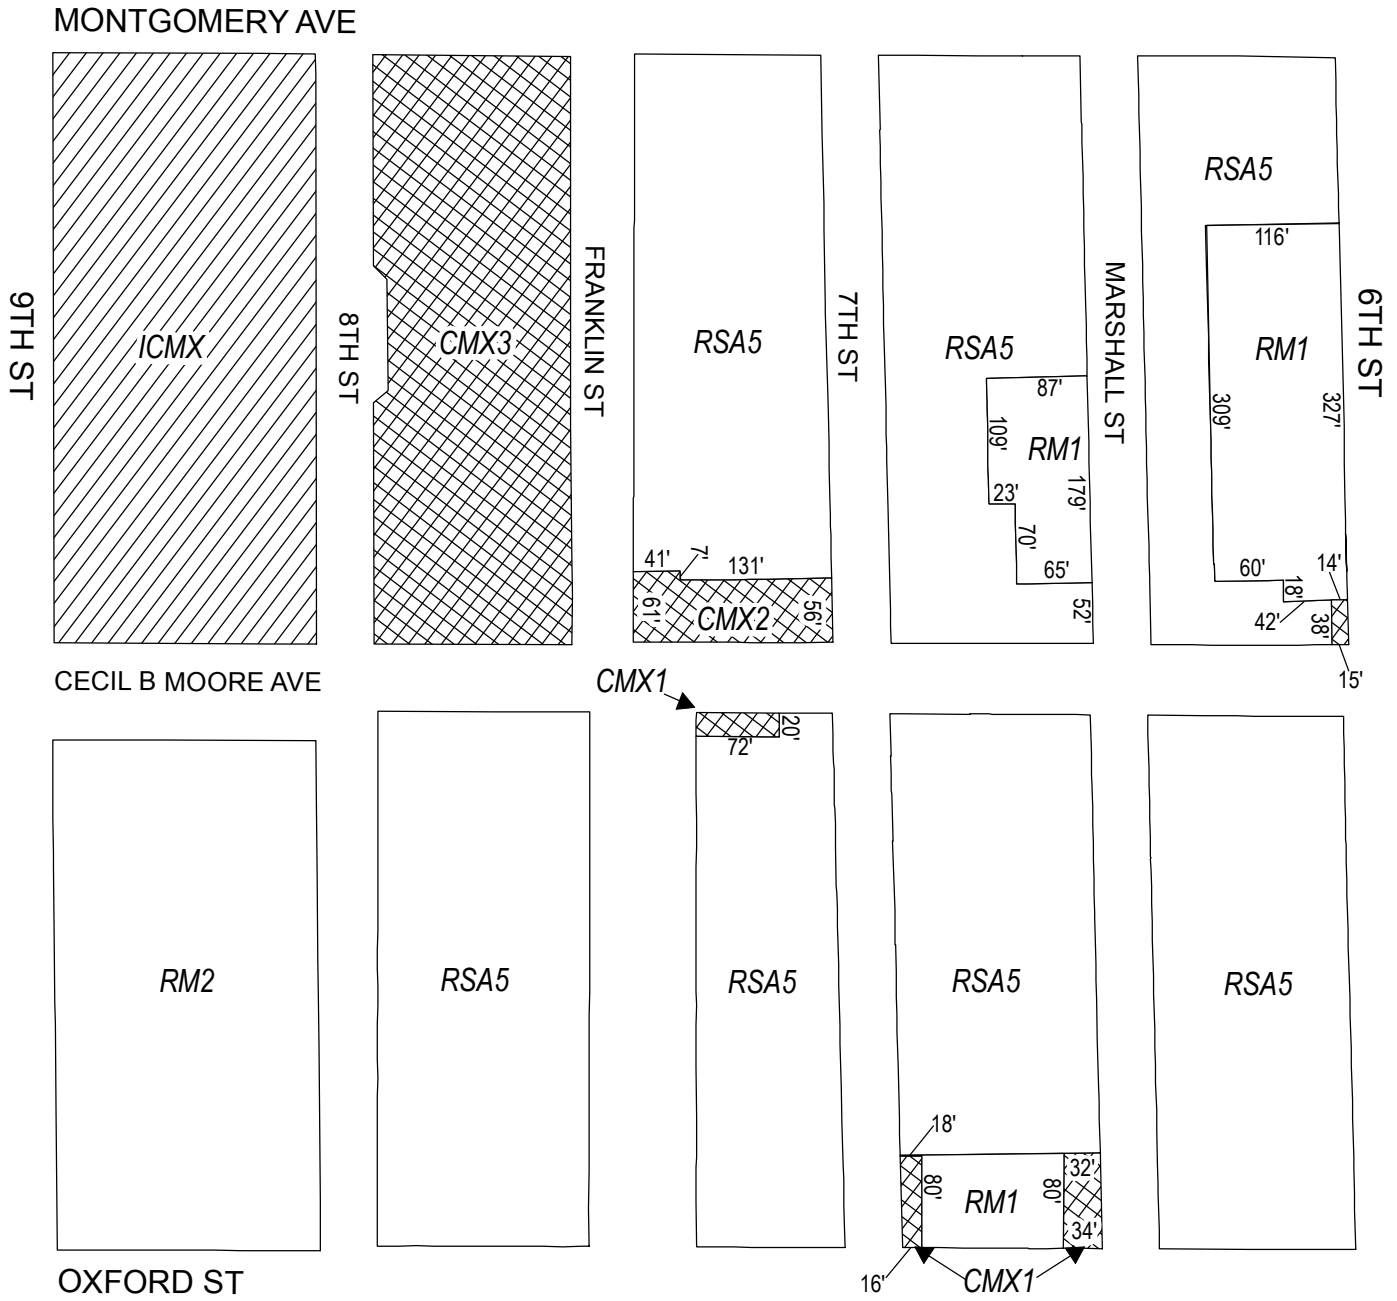 MONTGOMERY AVE
RSA5
116'
9TH ST
8TH ST
FRANKLIN ST
7TH ST
MARSHALL ST
6TH ST
ICMX
CMX3
RSA5
RSA5
RM1
87'
309'
327'
109'
RM1
23'
179'
70'
41'
7'
131'
65'
60'
18'
14'
61'
CMX2
56'
52'
42'
38'
15'
CECIL B MOORE AVE
CMX1
72'
20'
RM2
RSA5
RSA5
RSA5
RSA5
18'
80'
RM1
80'
32'
34'
16'
CMX1
OXFORD ST